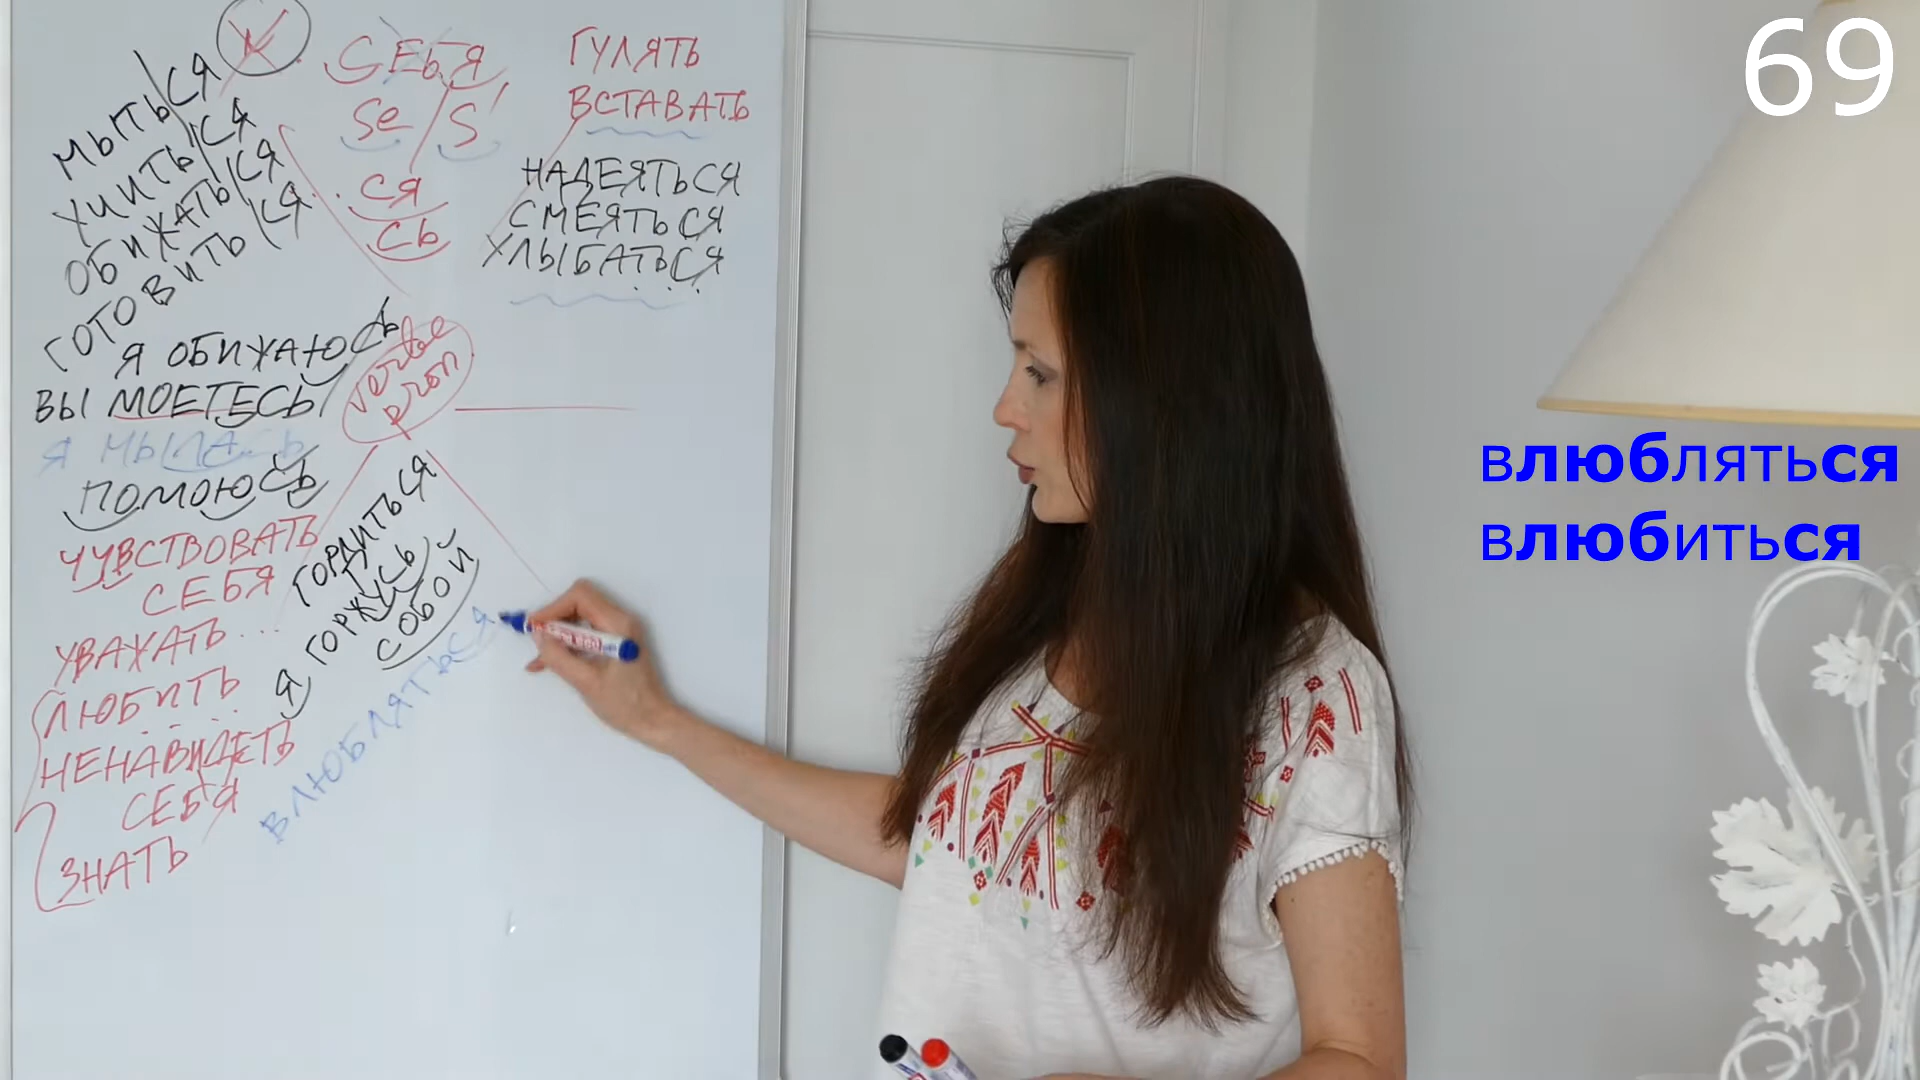 МЫТЬСЯ
УЧИТЬСЯ
ОБИЖАТЬСЯ
ГОТОВИТЬСЯ
Я ОБИЖАЮСЬ
ВЫ МОЕТЕСЬ
Я МЫЛАСЬ
ПОМОЮСЬ
ЧУВСТВОВАТЬ
СЕБЯ
УВАЖАТЬ...
ЛЮБИТЬ
НЕНАВИДЕТЬ
СЕБЯ
ЗНАТЬ
СЕБЯ
se / s'
ся
сь
verbe
pron
ГОРДИТЬСЯ
Я ГОРЖУСЬ
СОБОЙ
ВЛЮБЛЯТЬСЯ
ГУЛЯТЬ
ВСТАВАТЬ
НАДЕЯТЬСЯ
СМЕЯТЬСЯ
УЛЫБАТЬСЯ
69
влюбляться
влюбиться